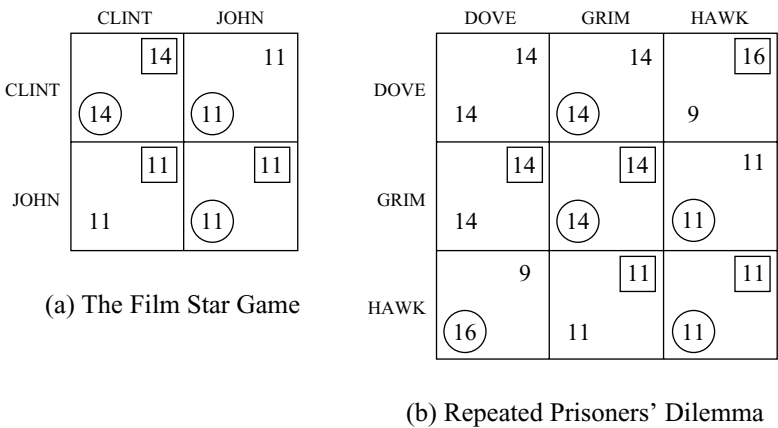 CLINT JOHN
14 11
CLINT
14 11
11 11
JOHN
11 11
(a) The Film Star Game
DOVE GRIM HAWK
14 14 16
DOVE
14 14 9
14 14 11
GRIM
14 14 11
9 11 11
HAWK
16 11 11
(b) Repeated Prisoners’ Dilemma